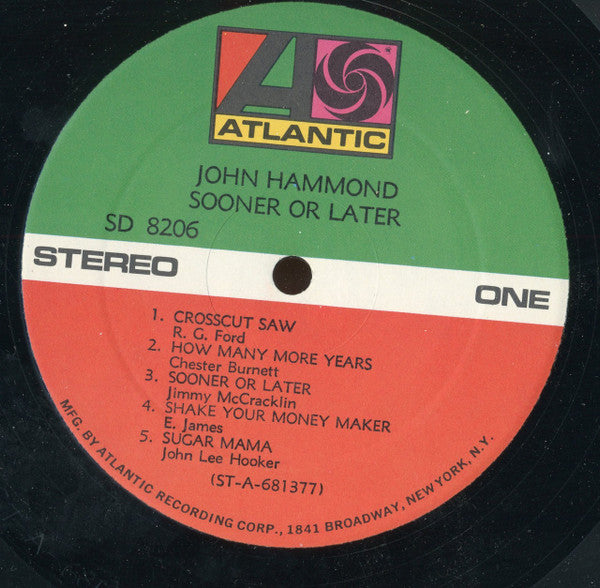 ATLANTIC
JOHN HAMMOND
SOONER OR LATER
SD 8206
STEREO
ONE
1. CROSSCUT SAW
R. G. Ford
2. HOW MANY MORE YEARS
Chester Burnett
3. SOONER OR LATER
Jimmy McCracklin
4. SHAKE YOUR MONEY MAKER
E. James
5. SUGAR MAMA
John Lee Hooker
(ST-A-681377)
MFG. BY ATLANTIC RECORDING CORP., 1841 BROADWAY, NEW YORK, N.Y.